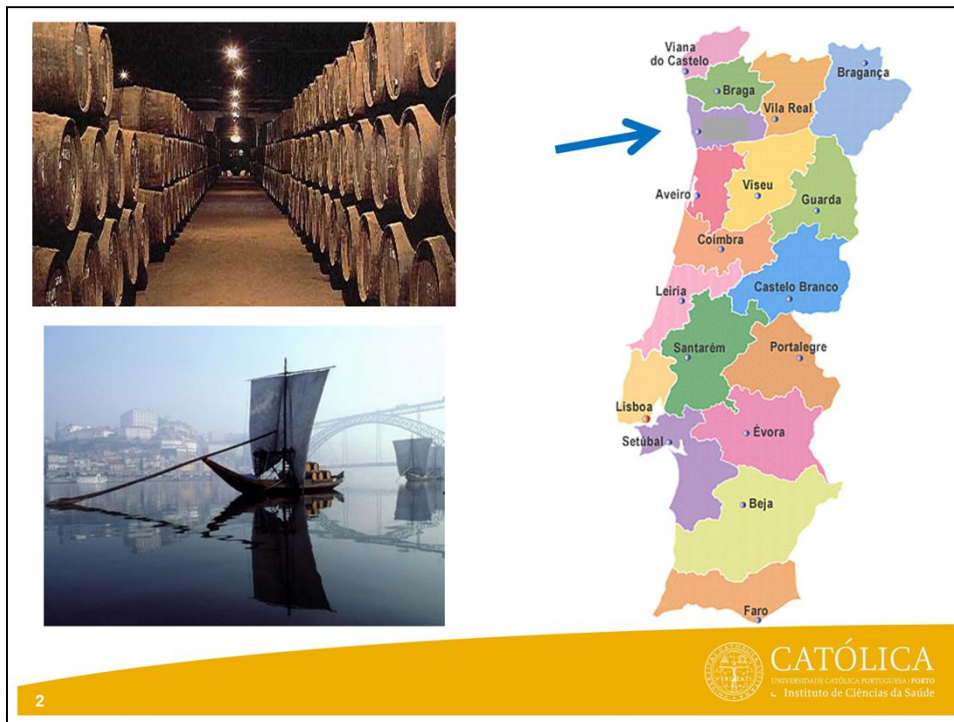 Viana
do Castelo
Bragança
Braga
Vila Real
Aveiro
Viseu
Guarda
Coimbra
Leiria
Castelo Branco
Santarém
Portalegre
Lisboa
Setúbal
Évora
Beja
Faro
2
CATÓLICA
UNIVERSIDADE CATÓLICA PORTUGUESA | PORTO
Instituto de Ciências da Saúde